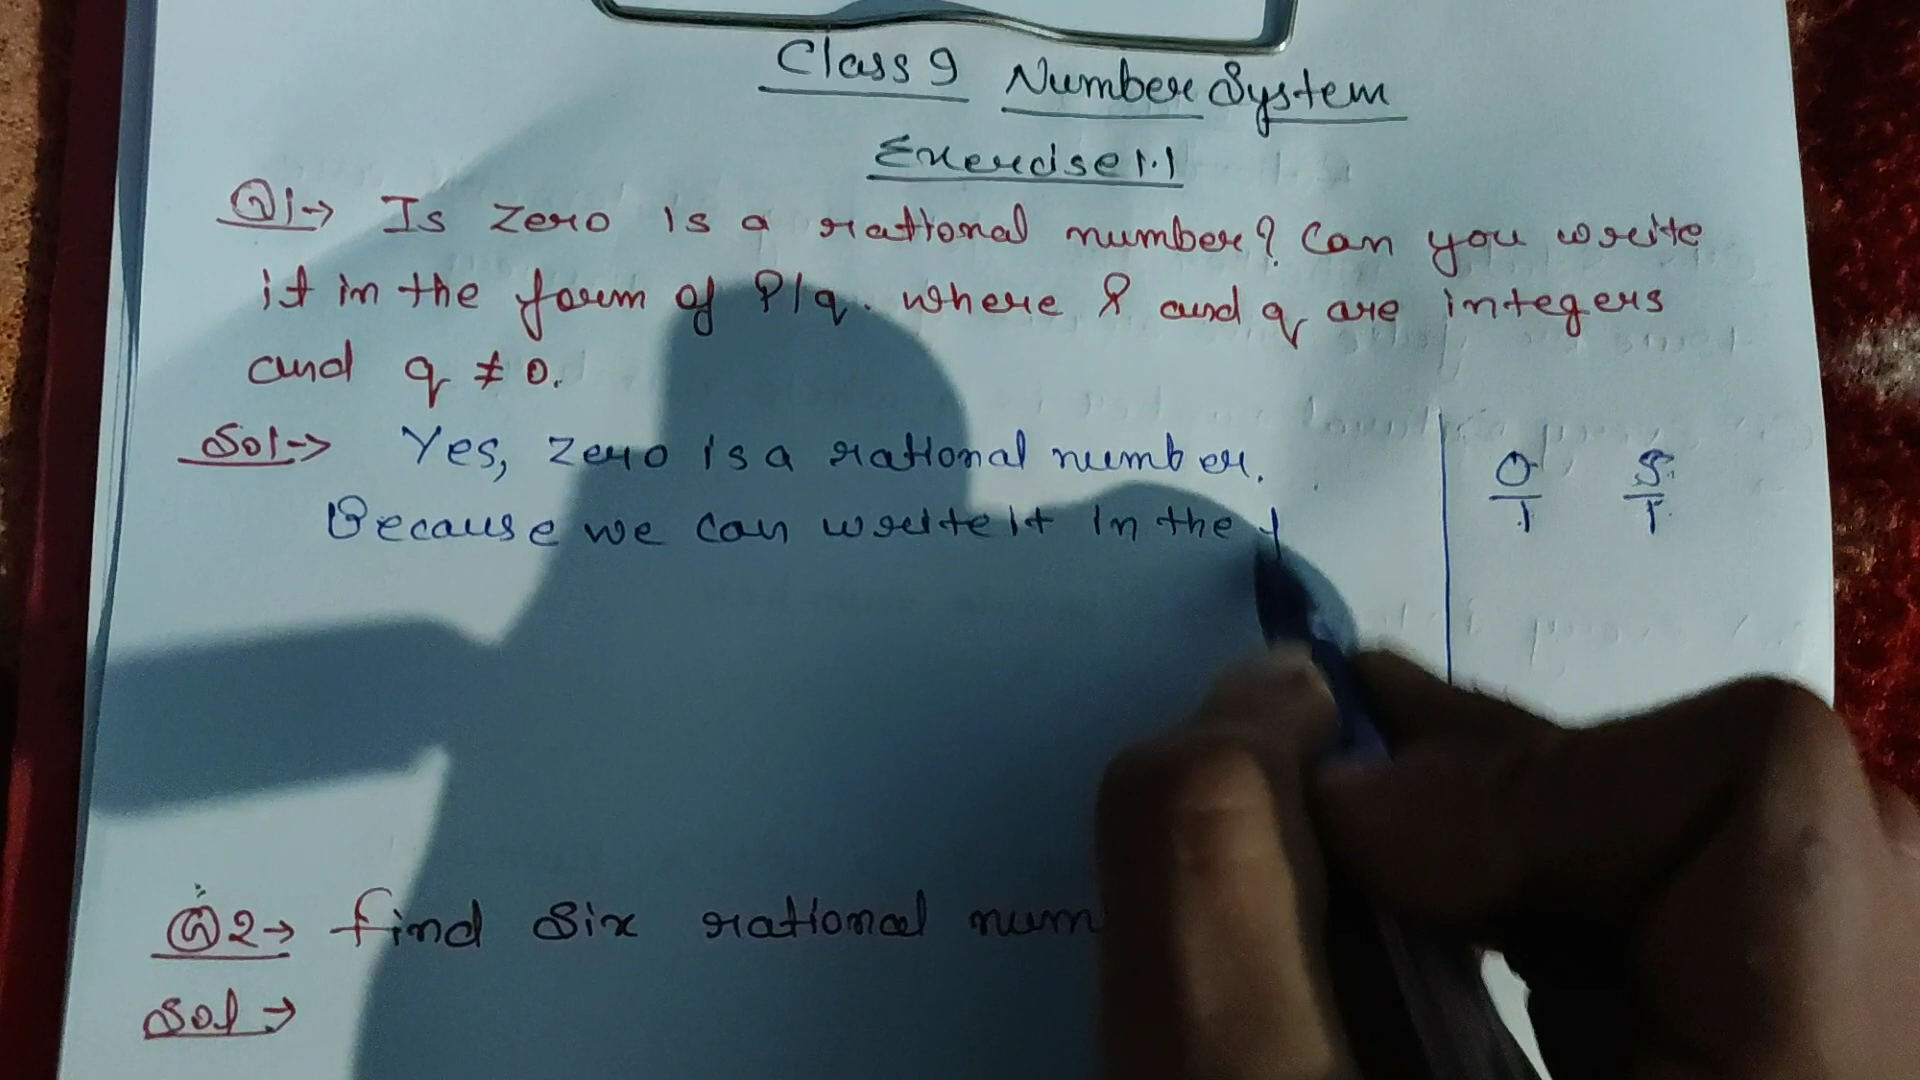 Class 9 Number System
Exercise 1.1
Q1→ Is zero is a rational number? Can you write
it in the form of P/q. where P and q are integers
and q ≠ 0.
Sol→ Yes, zero is a rational number.
Because we can write it in the
0/1 5/1
Q2→ find six rational num
Sol→